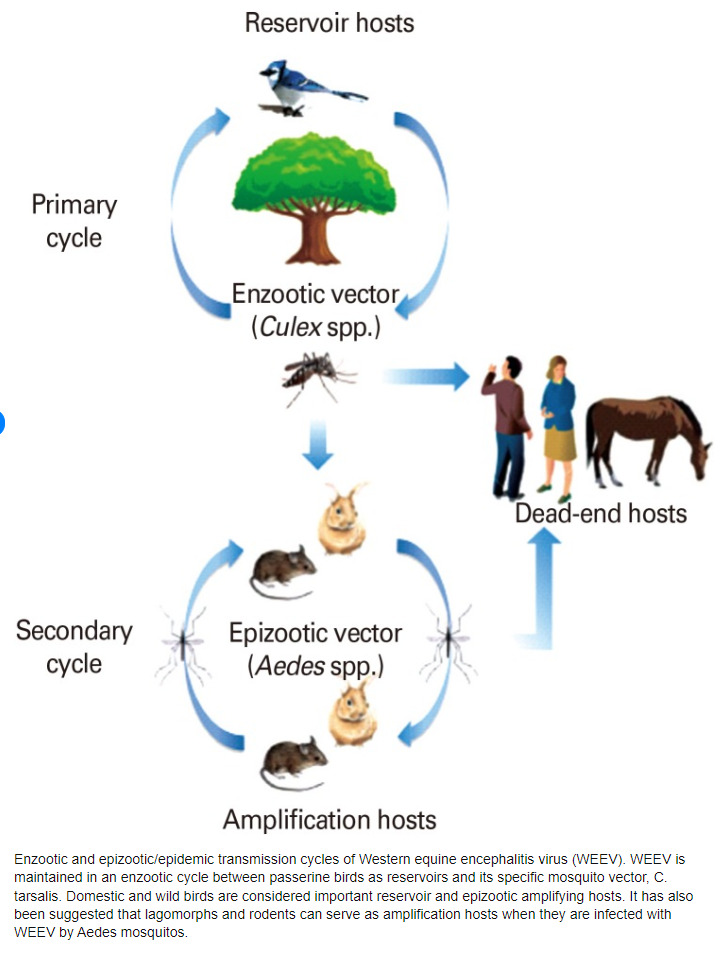 Reservoir hosts
Primary
cycle
Enzootic vector
(Culex spp.)
Dead-end hosts
Secondary
cycle
Epizootic vector
(Aedes spp.)
Amplification hosts
Enzootic and epizootic/epidemic transmission cycles of Western equine encephalitis virus (WEEV). WEEV is
maintained in an enzootic cycle between passerine birds as reservoirs and its specific mosquito vector, C.
tarsalis. Domestic and wild birds are considered important reservoir and epizootic amplifying hosts. It has also
been suggested that lagomorphs and rodents can serve as amplification hosts when they are infected with
WEEV by Aedes mosquitos.